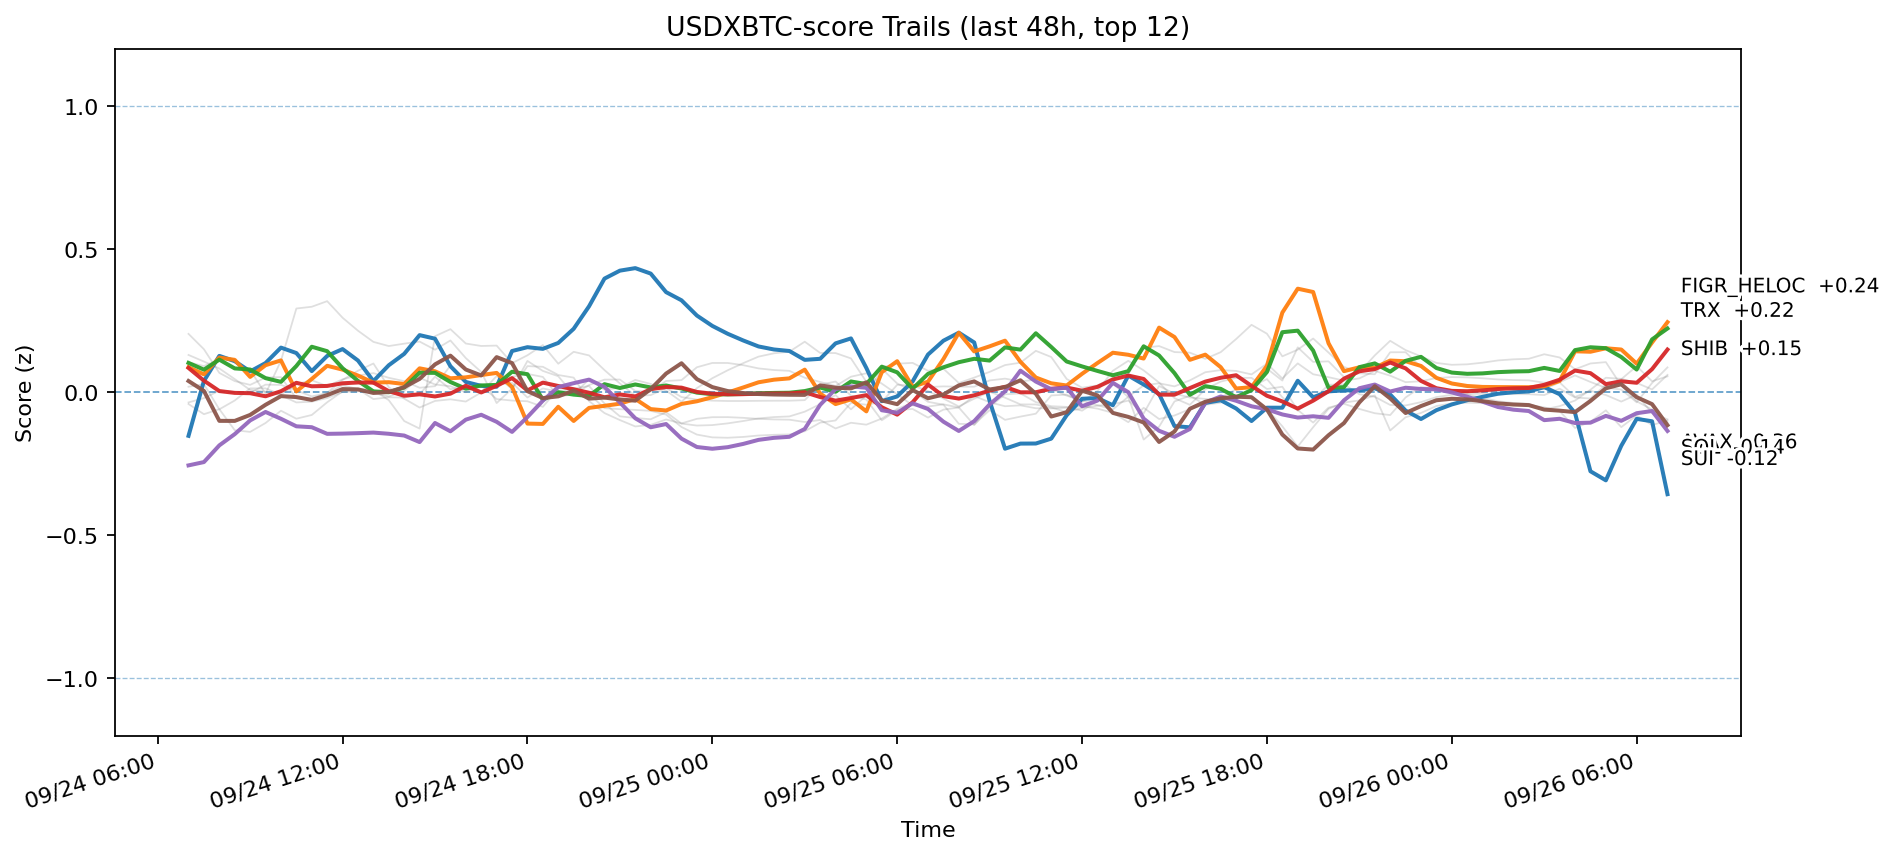 USDXBTC-score Trails (last 48h, top 12)
Score (z)
1.0
0.5
0.0
−0.5
−1.0
FIGR_HELOC +0.24
TRX +0.22
SHIB +0.15
SUI -0.12
09/24 06:00
09/24 12:00
09/24 18:00
09/25 00:00
09/25 06:00
09/25 12:00
09/25 18:00
09/26 00:00
09/26 06:00
Time